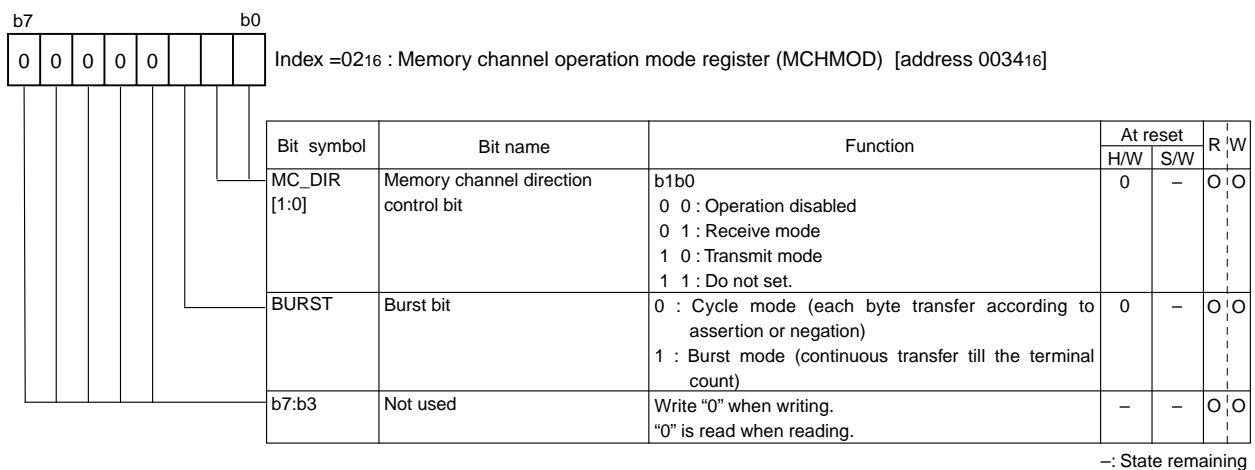 b7 b0
0 0 0 0 0 Index =0216 : Memory channel operation mode register (MCHMOD) [address 003416]
Bit symbol Bit name Function At reset R W
H/W S/W
MC_DIR Memory channel direction b1b0 0 – O O
[1:0] control bit 0 0 : Operation disabled
0 1 : Receive mode
1 0 : Transmit mode
1 1 : Do not set.
BURST Burst bit 0 : Cycle mode (each byte transfer according to 0 – O O
assertion or negation)
1 : Burst mode (continuous transfer till the terminal
count)
b7:b3 Not used Write “0” when writing. – – O O
“0” is read when reading.
–: State remaining